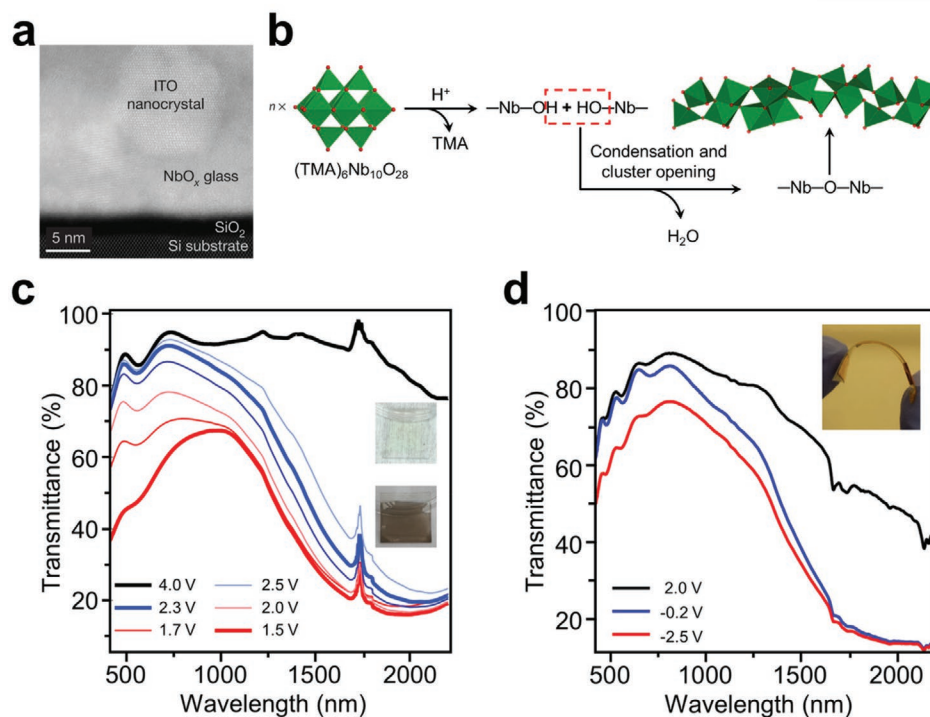 a
ITO
nanocrystal
NbOₓ glass
SiO₂
Si substrate
5 nm
b
n×
(TMA)₆Nb₁₀O₂₈
H⁺
TMA
—Nb—OH + HO—Nb—
Condensation and
cluster opening
H₂O
—Nb—O—Nb—
c
Transmittance (%)
100
80
60
40
20
4.0 V
2.5 V
2.3 V
2.0 V
1.7 V
1.5 V
500
1000
1500
2000
Wavelength (nm)
d
Transmittance (%)
100
80
60
40
20
2.0 V
-0.2 V
-2.5 V
500
1000
1500
2000
Wavelength (nm)